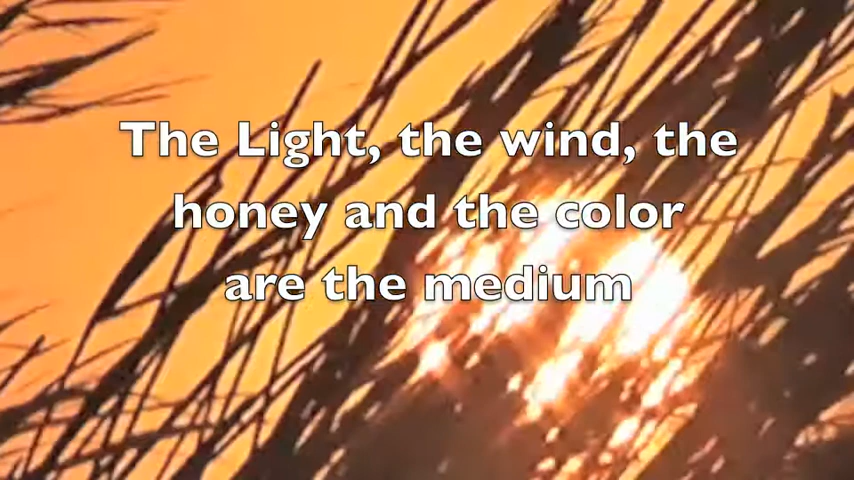 The Light, the wind, the
honey and the color
are the medium